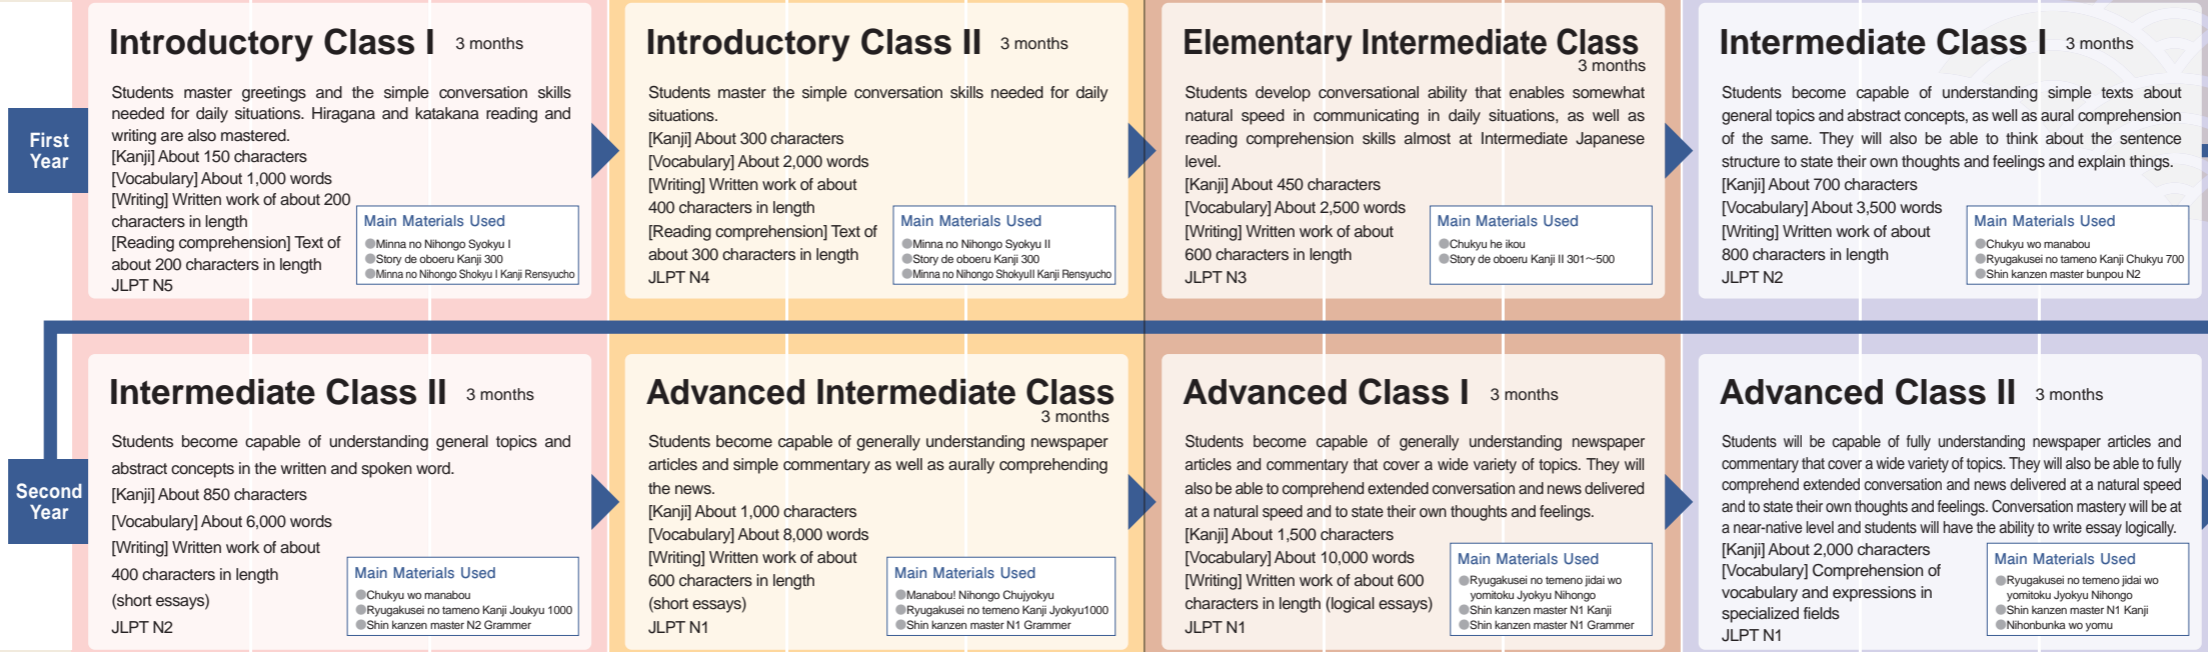 First
Year
Introductory Class I 3 months
Students master greetings and the simple conversation skills
needed for daily situations. Hiragana and katakana reading and
writing are also mastered.
[Kanji] About 150 characters
[Vocabulary] About 1,000 words
[Writing] Written work of about 200
characters in length
[Reading comprehension] Text of
about 200 characters in length
JLPT N5
Main Materials Used
●Minna no Nihongo Syokyu I
●Story de oboeru Kanji 300
●Minna no Nihongo Shokyu I Kanji Rensyucho
Introductory Class II 3 months
Students master the simple conversation skills needed for daily
situations.
[Kanji] About 300 characters
[Vocabulary] About 2,000 words
[Writing] Written work of about
400 characters in length
[Reading comprehension] Text of
about 300 characters in length
JLPT N4
Main Materials Used
●Minna no Nihongo Syokyu II
●Story de oboeru Kanji 300
●Minna no Nihongo ShokyuII Kanji Rensyucho
Elementary Intermediate Class
3 months
Students develop conversational ability that enables somewhat
natural speed in communicating in daily situations, as well as
reading comprehension skills almost at Intermediate Japanese
level.
[Kanji] About 450 characters
[Vocabulary] About 2,500 words
[Writing] Written work of about
600 characters in length
JLPT N3
Main Materials Used
●Chukyu he ikou
●Story de oboeru Kanji II 301～500
Intermediate Class I 3 months
Students become capable of understanding simple texts about
general topics and abstract concepts, as well as aural comprehension
of the same. They will also be able to think about the sentence
structure to state their own thoughts and feelings and explain things.
[Kanji] About 700 characters
[Vocabulary] About 3,500 words
[Writing] Written work of about
800 characters in length
JLPT N2
Main Materials Used
●Chukyu wo manabou
●Ryugakusei no tameno Kanji Chukyu 700
●Shin kanzen master bunpou N2
Second
Year
Intermediate Class II 3 months
Students become capable of understanding general topics and
abstract concepts in the written and spoken word.
[Kanji] About 850 characters
[Vocabulary] About 6,000 words
[Writing] Written work of about
400 characters in length
(short essays)
JLPT N2
Main Materials Used
●Chukyu wo manabou
●Ryugakusei no tameno Kanji Joukyu 1000
●Shin kanzen master N2 Grammer
Advanced Intermediate Class
3 months
Students become capable of generally understanding newspaper
articles and simple commentary as well as aurally comprehending
the news.
[Kanji] About 1,000 characters
[Vocabulary] About 8,000 words
[Writing] Written work of about
600 characters in length
(short essays)
JLPT N1
Main Materials Used
●Manabou! Nihongo Chujyokyu
●Ryugakusei no temeno Kanji Jyokyu1000
●Shin kanzen master N1 Grammer
Advanced Class I 3 months
Students become capable of generally understanding newspaper
articles and commentary that cover a wide variety of topics. They will
also be able to comprehend extended conversation and news delivered
at a natural speed and to state their own thoughts and feelings.
[Kanji] About 1,500 characters
[Vocabulary] About 10,000 words
[Writing] Written work of about 600
characters in length (logical essays)
JLPT N1
Main Materials Used
●Ryugakusei no temeno jidai wo
yomitoku Jyokyu Nihongo
●Shin kanzen master N1 Kanji
●Shin kanzen master N1 Grammer
Advanced Class II 3 months
Students will be capable of fully understanding newspaper articles and
commentary that cover a wide variety of topics. They will also be able to fully
comprehend extended conversation and news delivered at a natural speed
and to state their own thoughts and feelings. Conversation mastery will be at
a near-native level and students will have the ability to write essay logically.
[Kanji] About 2,000 characters
[Vocabulary] Comprehension of
vocabulary and expressions in
specialized fields
JLPT N1
Main Materials Used
●Ryugakusei no temeno jidai wo
yomitoku Jyokyu Nihongo
●Shin kanzen master N1 Kanji
●Nihonbunka wo yomu